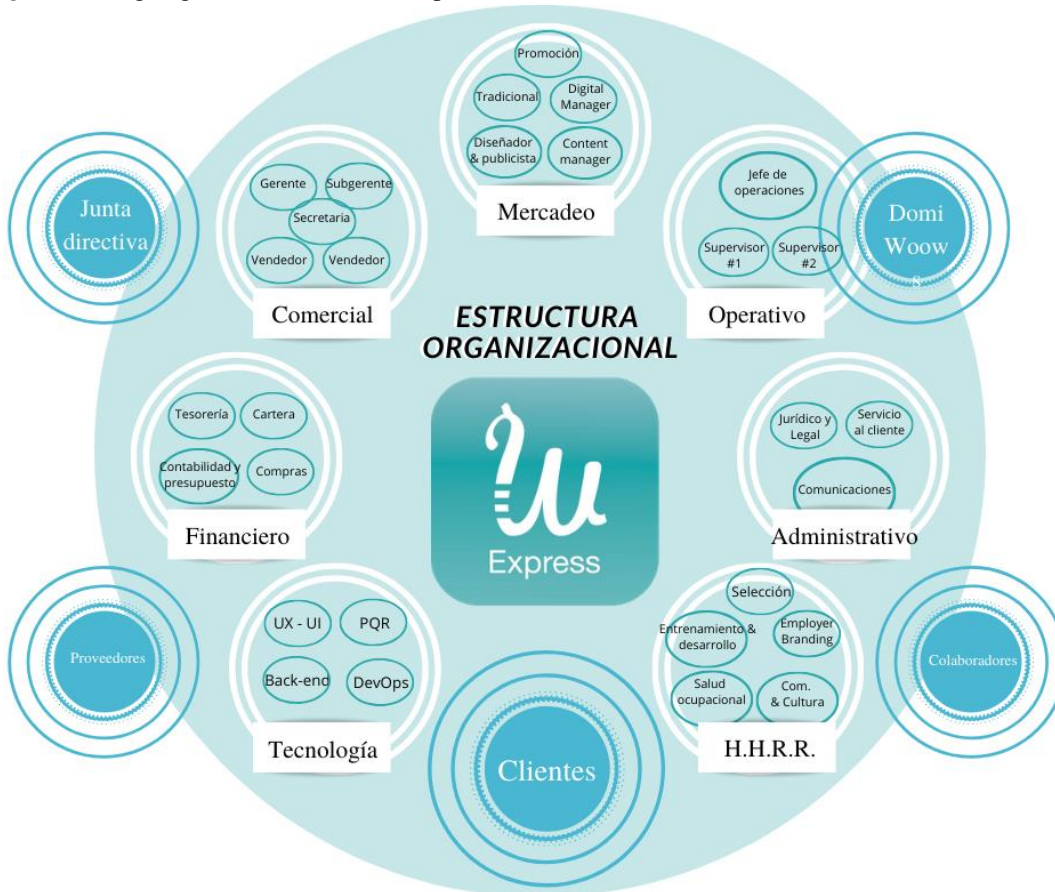 Promoción
Tradicional
Digital
Manager
Diseñador
& publicista
Content
manager
Mercadeo
Junta
directiva
Gerente
Subgerente
Secretaria
Vendedor
Vendedor
Comercial
Jefe de
operaciones
Supervisor
#1
Supervisor
#2
Operativo
Domi
Woow
s
ESTRUCTURA
ORGANIZACIONAL
Express
Tesorería
Cartera
Contabilidad y
presupuesto
Compras
Financiero
Jurídico y
Legal
Servicio
al cliente
Comunicaciones
Administrativo
Proveedores
UX - UI
PQR
Back-end
DevOps
Tecnología
Clientes
Selección
Entrenamiento &
desarrollo
Employer
Branding
Salud
ocupacional
Com.
& Cultura
H.H.R.R.
Colaboradores